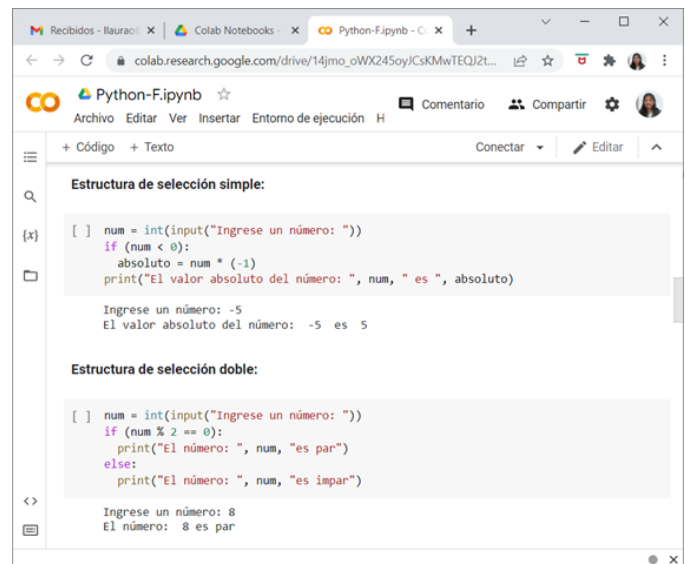 Recibidos - llaurao
Colab Notebooks -
Python-F.ipynb - C
colab.research.google.com/drive/14jmo_oWX245oyJCsKMwTEQJ2t...
CO
Python-F.ipynb
Comentario
Compartir
Archivo Editar Ver Insertar Entorno de ejecución H
+ Código + Texto
Conectar
Editar
Estructura de selección simple:
[ ] num = int(input("Ingrese un número: "))
if (num < 0):
absoluto = num * (-1)
print("El valor absoluto del número: ", num, " es ", absoluto)
Ingrese un número: -5
El valor absoluto del número:  -5  es  5
Estructura de selección doble:
[ ] num = int(input("Ingrese un número: "))
if (num % 2 == 0):
print("El número: ", num, "es par")
else:
print("El número: ", num, "es impar")
Ingrese un número: 8
El número:  8 es par
{x}
<>